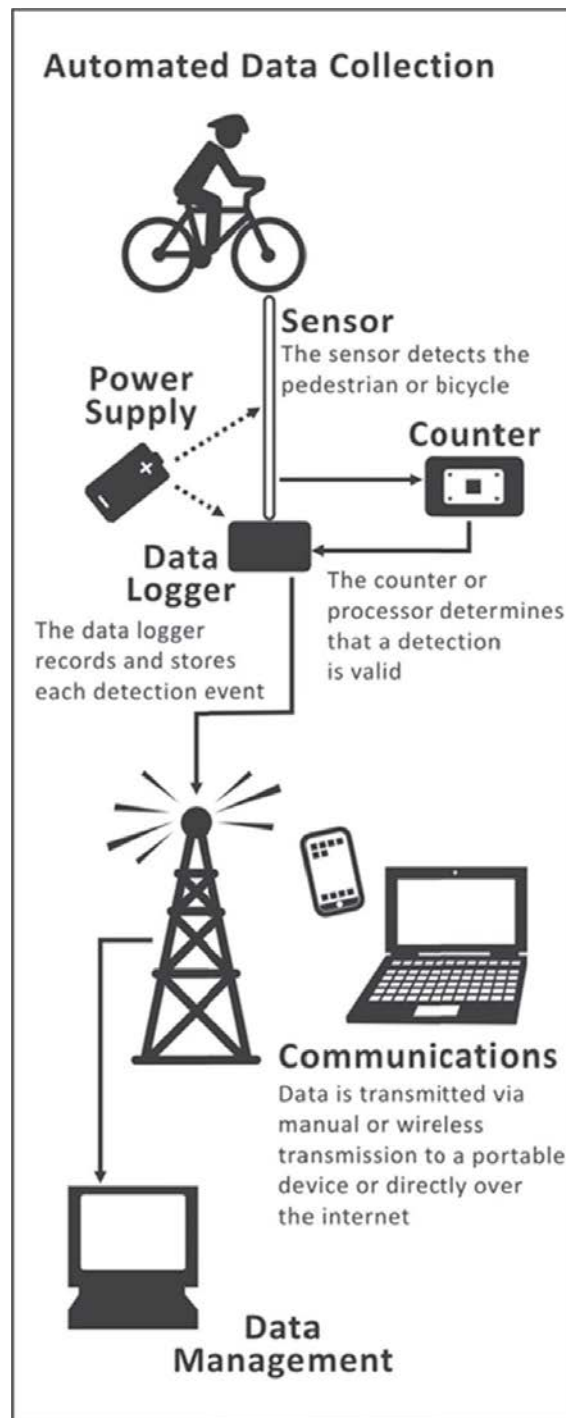 Automated Data Collection
Sensor
The sensor detects the
pedestrian or bicycle
Power
Supply
Counter
Data
Logger
The data logger
records and stores
each detection event
The counter or
processor determines
that a detection
is valid
Communications
Data is transmitted via
manual or wireless
transmission to a portable
device or directly over
the internet
Data
Management